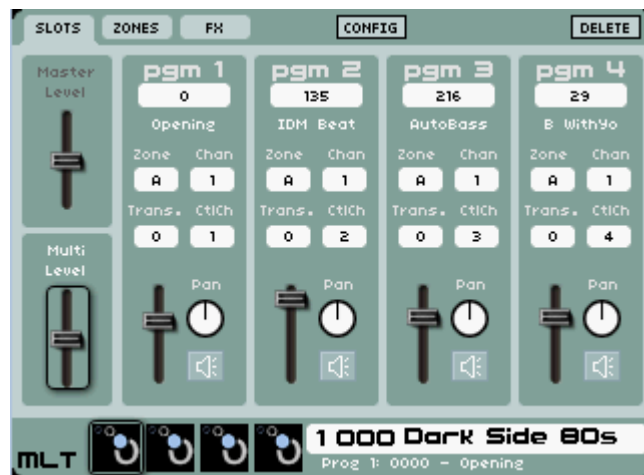 SLOTS ZONES FX CONFIG DELETE
Master Level
Multi Level
pgm 1
0
Opening
Zone Chan
A 1
Trans. CtlCh
0 1
Pan
pgm 2
135
IDM Beat
Zone Chan
A 1
Trans. CtlCh
0 2
Pan
pgm 3
216
AutoBass
Zone Chan
A 1
Trans. CtlCh
0 3
Pan
pgm 4
29
B WithYo
Zone Chan
A 1
Trans. CtlCh
0 4
Pan
MLT
1 000 Dark Side 80s
Prog 1: 0000 - Opening